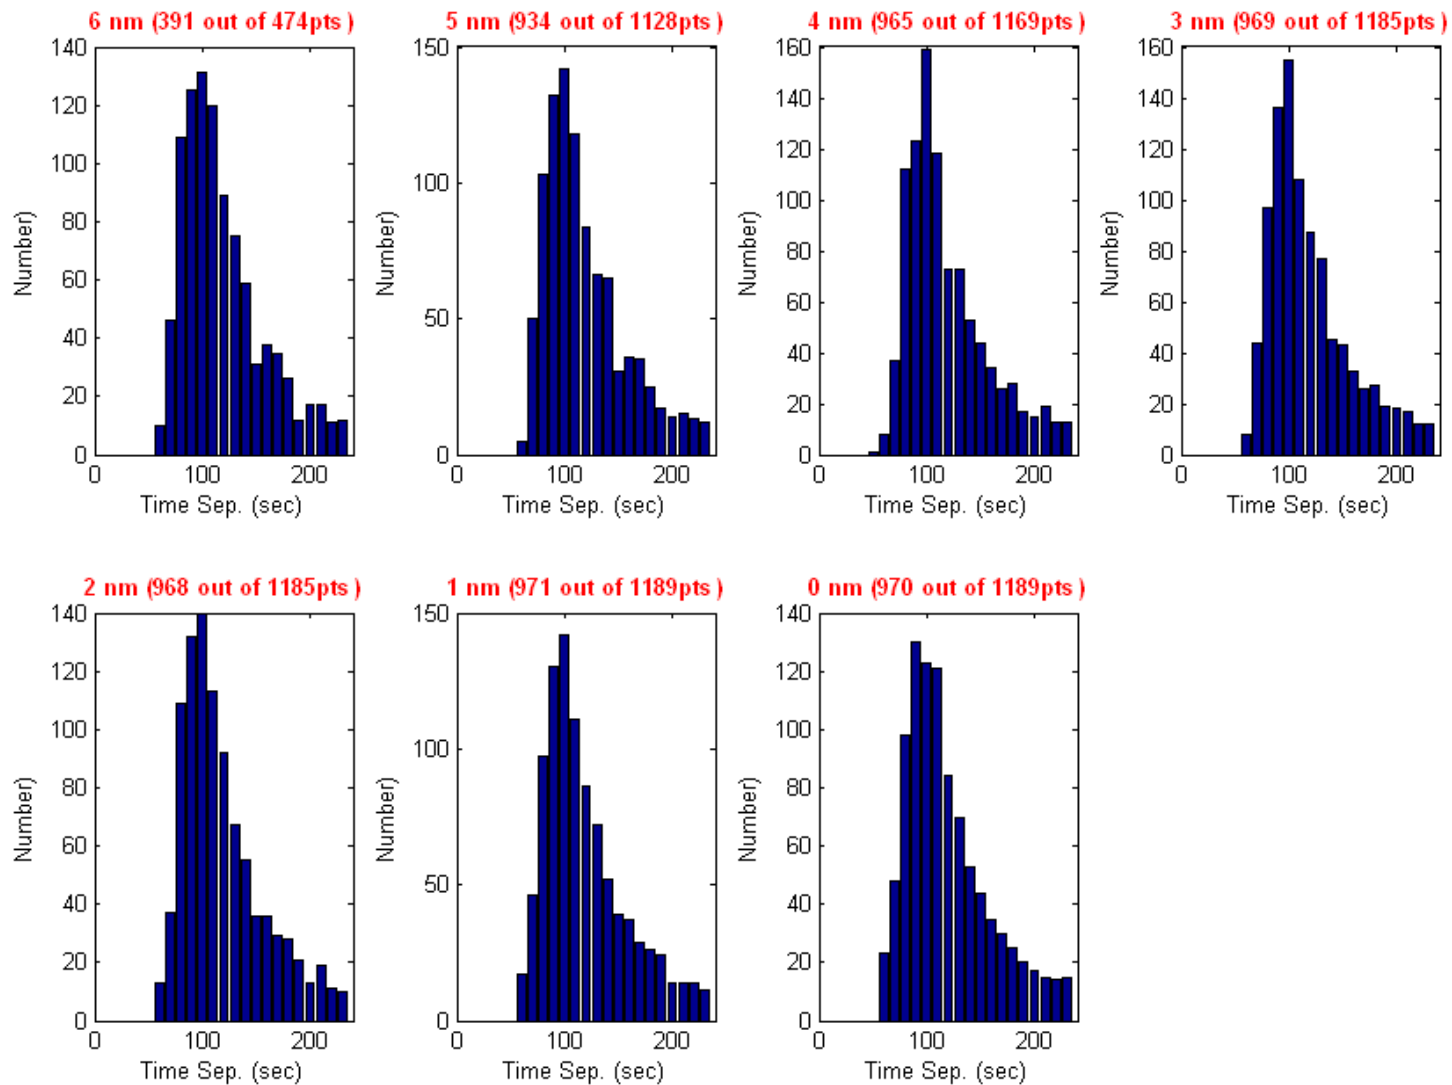 6 nm (391 out of 474pts )
140
120
100
80
60
40
20
0
Number)
0 100 200
Time Sep. (sec)
5 nm (934 out of 1128pts )
150
100
50
0
Number)
0 100 200
Time Sep. (sec)
4 nm (965 out of 1169pts )
160
140
120
100
80
60
40
20
0
Number)
0 100 200
Time Sep. (sec)
3 nm (969 out of 1185pts )
160
140
120
100
80
60
40
20
0
Number)
0 100 200
Time Sep. (sec)
2 nm (968 out of 1185pts )
140
120
100
80
60
40
20
0
Number)
0 100 200
Time Sep. (sec)
1 nm (971 out of 1189pts )
150
100
50
0
Number)
0 100 200
Time Sep. (sec)
0 nm (970 out of 1189pts )
140
120
100
80
60
40
20
0
Number)
0 100 200
Time Sep. (sec)